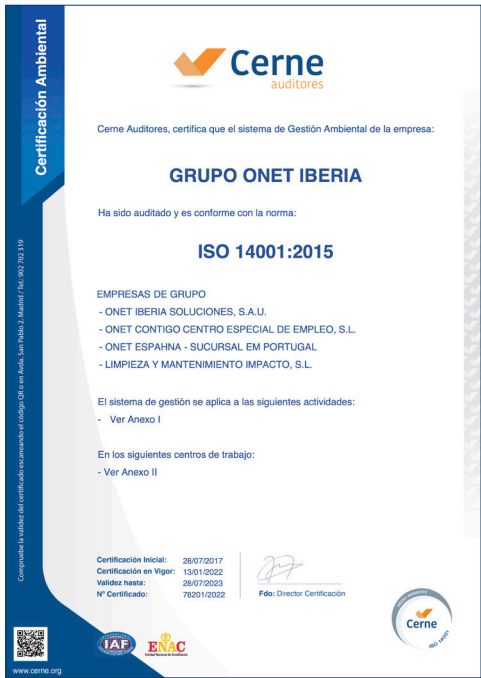 Certificación Ambiental
Cerne
auditores
Cerne Auditores, certifica que el sistema de Gestión Ambiental de la empresa:
GRUPO ONET IBERIA
Ha sido auditado y es conforme con la norma:
ISO 14001:2015
EMPRESAS DE GRUPO
- ONET IBERIA SOLUCIONES, S.A.U.
- ONET CONTIGO CENTRO ESPECIAL DE EMPLEO, S.L.
- ONET ESPAHNA - SUCURSAL EM PORTUGAL
- LIMPIEZA Y MANTENIMIENTO IMPACTO, S.L.
El sistema de gestión se aplica a las siguientes actividades:
- Ver Anexo I
En los siguientes centros de trabajo:
- Ver Anexo II
Certificación Inicial: 28/07/2017
Certificación en Vigor: 13/01/2022
Validez hasta: 28/07/2023
Nº Certificado: 78201/2022
Fdo: Director Certificación
Compruebe la validez del certificado escaneando el código QR o en Avda. San Pablo 2. Madrid / Tel.: 902 702 319
www.cerne.org
IAF
ENAC
Entidad Nacional de Acreditación
Cerne
ISO 14001